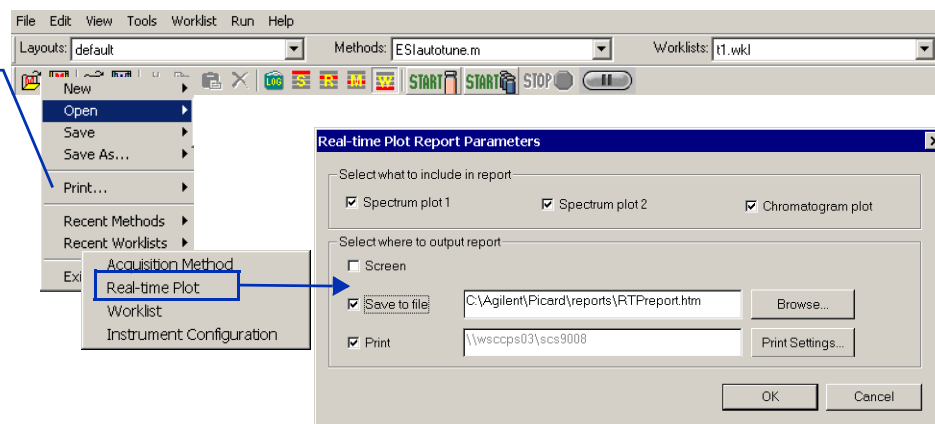 File Edit View Tools Worklist Run Help
Layouts: default Methods: ESIautotune.m Worklists: t1.wkl
LOG S R M W START START STOP
New
Open
Save
Save As...
Print...
Recent Methods
Recent Worklists
Exi
Acquisition Method
Real-time Plot
Worklist
Instrument Configuration
Real-time Plot Report Parameters
Select what to include in report
Spectrum plot 1 Spectrum plot 2 Chromatogram plot
Select where to output report
Screen
Save to file C:\Agilent\Picard\reports\RTPreport.htm Browse...
Print \\wsccps03\scs9008 Print Settings...
OK Cancel